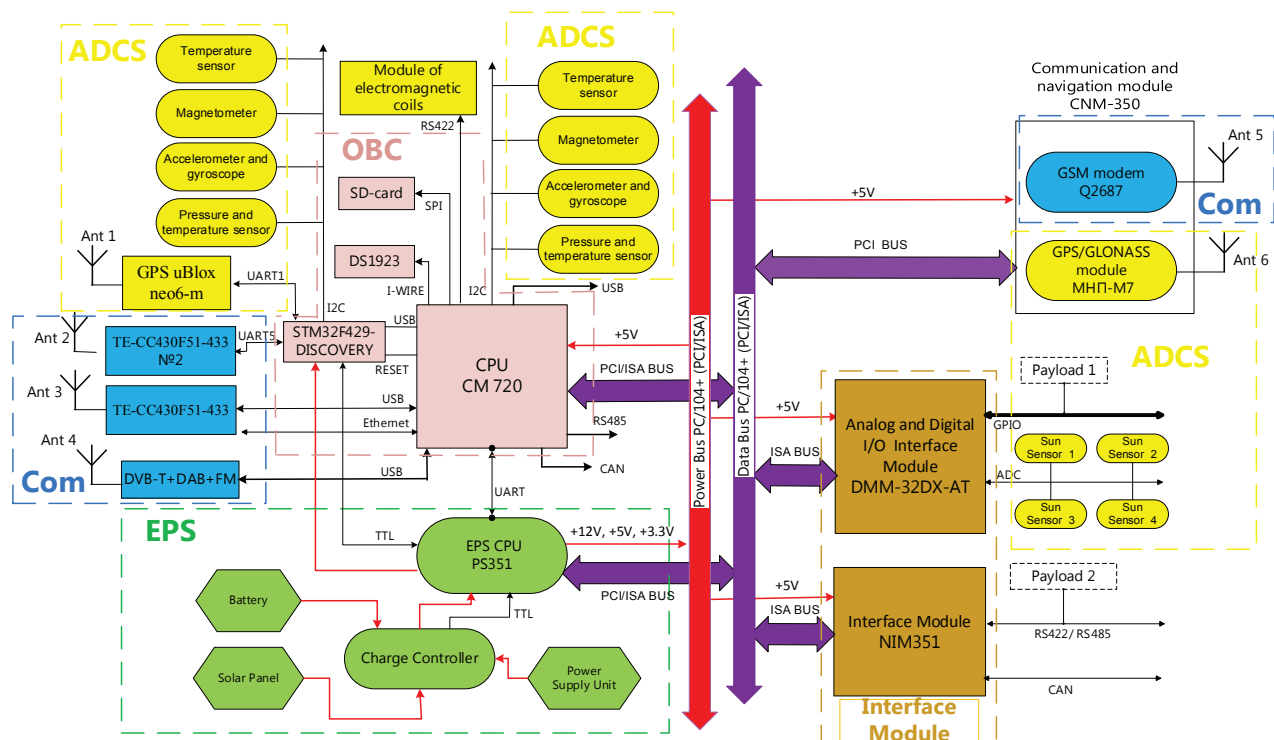 ADCS
Temperature
sensor
Magnetometer
Accelerometer and
gyroscope
Pressure and
temperature sensor
Ant 1
GPS uBlox
neo6-m
UART1
I2C
Module of
electromagnetic
coils
RS422
OBC
SD-card
SPI
DS1923
I-WIRE
I2C
ADCS
Temperature
sensor
Magnetometer
Accelerometer and
gyroscope
Pressure and
temperature sensor
USB
Ant 2
TE-CC430F51-433
№2
UART5
STM32F429-
DISCOVERY
USB
RESET
CPU
CM 720
+5V
PCI/ISA BUS
Ant 3
TE-CC430F51-433
USB
Ethernet
RS485
CAN
Ant 4
Com
DVB-T+DAB+FM
USB
UART
EPS
TTL
EPS CPU
PS351
+12V, +5V, +3.3V
PCI/ISA BUS
Battery
TTL
Charge Controller
Solar Panel
Power
Supply Unit
Power Bus PC/104+ (PCI/ISA)
Data Bus PC/104+ (PCI/ISA)
Communication and
navigation module
CNM-350
Ant 5
GSM modem
Q2687
+5V
Com
PCI BUS
GPS/GLONASS
module
МНП-М7
Ant 6
ADCS
Payload 1
+5V
Analog and Digital
I/O Interface
Module
DMM-32DX-AT
GPIO
ISA BUS
Sun
Sensor 1
Sun
Sensor 2
ADC
Sun
Sensor 3
Sun
Sensor 4
Payload 2
+5V
ISA BUS
Interface Module
NIM351
RS422/ RS485
CAN
Interface
Module